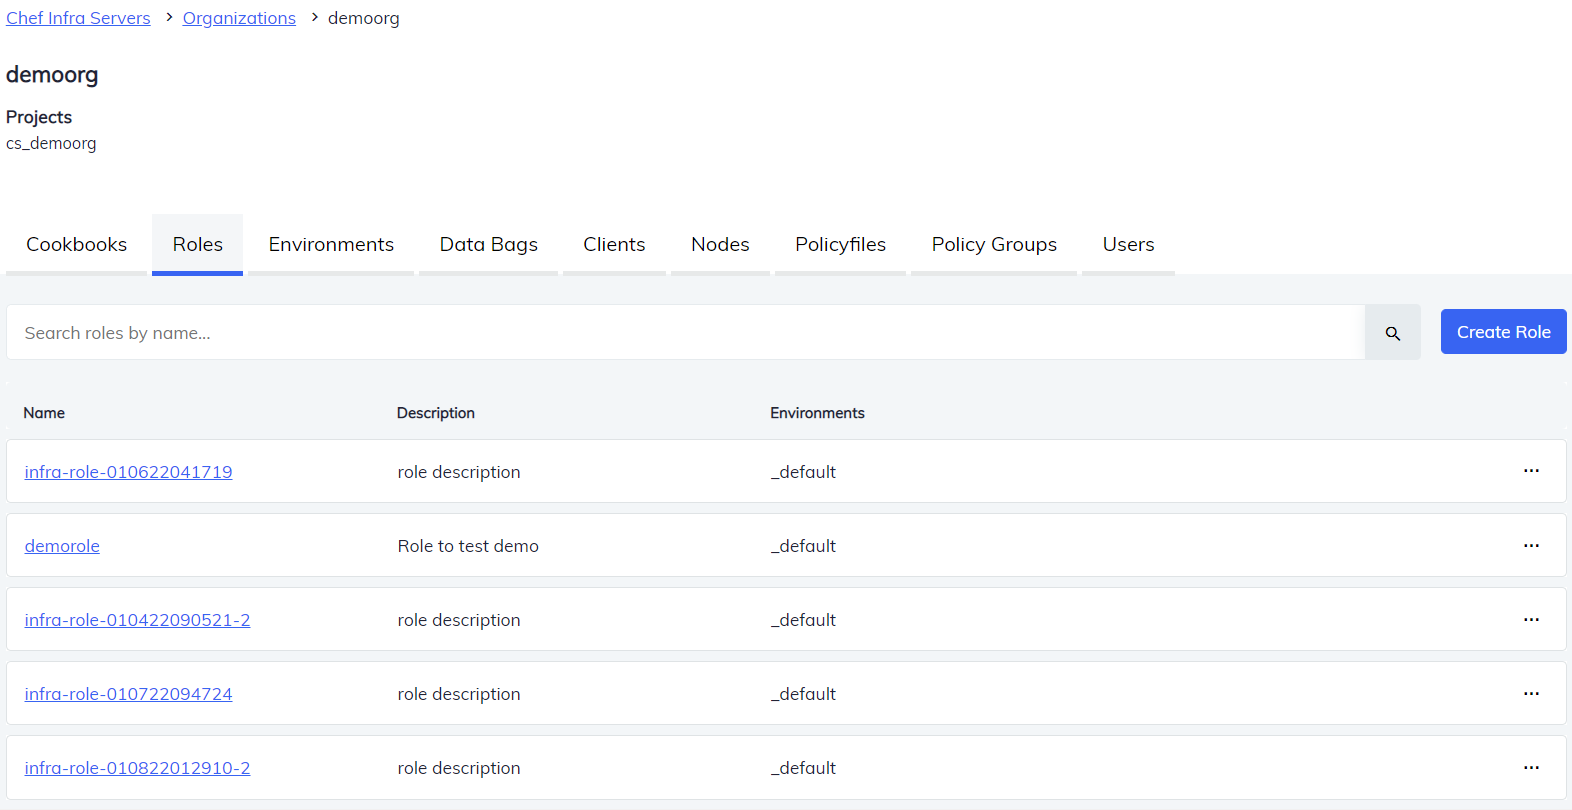 Chef Infra Servers > Organizations > demoorg
demoorg
Projects
cs_demoorg
Cookbooks Roles Environments Data Bags Clients Nodes Policyfiles Policy Groups Users
Search roles by name... Create Role
Name Description Environments
infra-role-010622041719 role description _default ...
demorole Role to test demo _default ...
infra-role-010422090521-2 role description _default ...
infra-role-010722094724 role description _default ...
infra-role-010822012910-2 role description _default ...